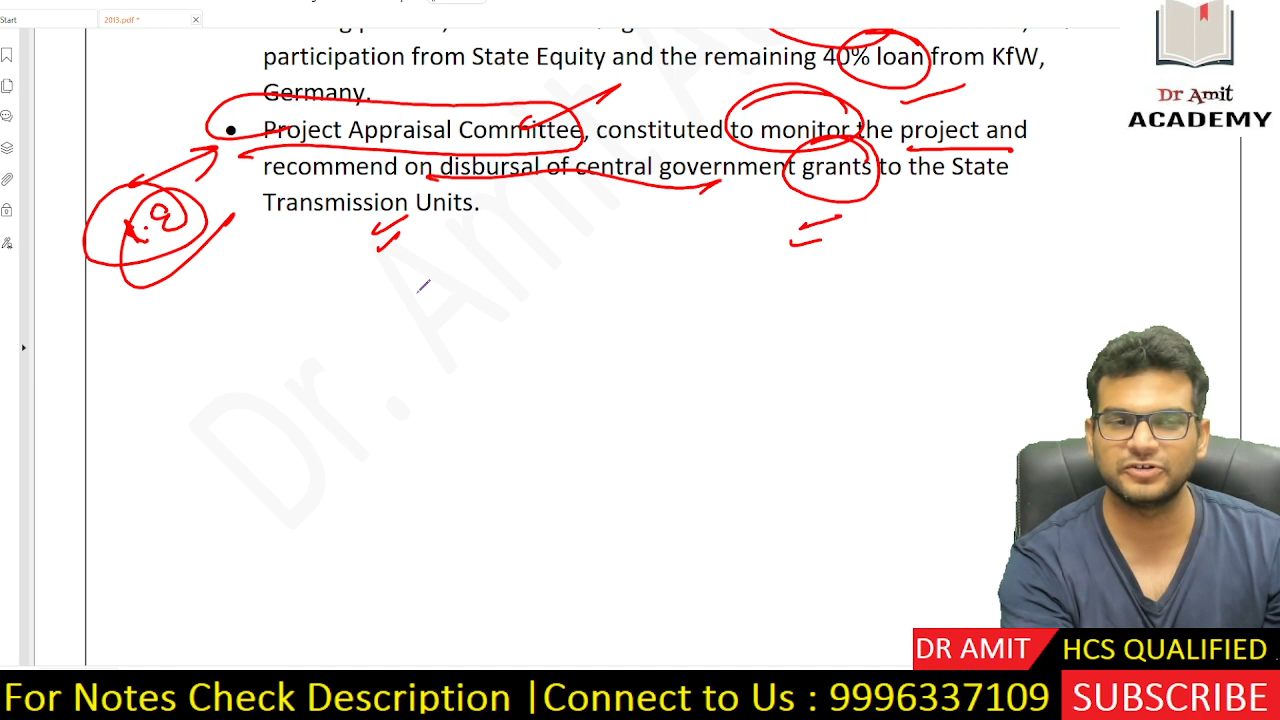 Start
2013.pdf *
participation from State Equity and the remaining 40% loan from KfW,
Germany.
• Project Appraisal Committee, constituted to monitor the project and
recommend on disbursal of central government grants to the State
Transmission Units.
Dr. Amit A
Dr Amit
ACADEMY
DR AMIT HCS QUALIFIED
For Notes Check Description |Connect to Us : 9996337109 SUBSCRIBE